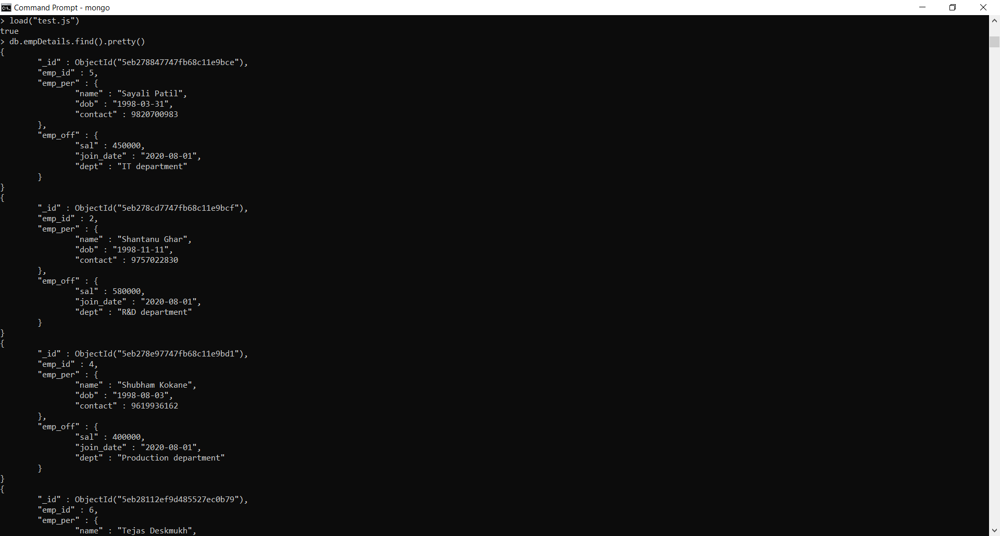 Command Prompt - mongo
> load("test.js")
true
> db.empDetails.find().pretty()
{
        "_id" : ObjectId("5eb278847747fb68c11e9bce"),
        "emp_id" : 5,
        "emp_per" : {
                "name" : "Sayali Patil",
                "dob" : "1998-03-31",
                "contact" : 9820700983
        },
        "emp_off" : {
                "sal" : 450000,
                "join_date" : "2020-08-01",
                "dept" : "IT department"
        }
}
{
        "_id" : ObjectId("5eb278cd7747fb68c11e9bcf"),
        "emp_id" : 2,
        "emp_per" : {
                "name" : "Shantanu Ghar",
                "dob" : "1998-11-11",
                "contact" : 9757022830
        },
        "emp_off" : {
                "sal" : 580000,
                "join_date" : "2020-08-01",
                "dept" : "R&D department"
        }
}
{
        "_id" : ObjectId("5eb278e97747fb68c11e9bd1"),
        "emp_id" : 4,
        "emp_per" : {
                "name" : "Shubham Kokane",
                "dob" : "1998-08-03",
                "contact" : 9619936162
        },
        "emp_off" : {
                "sal" : 400000,
                "join_date" : "2020-08-01",
                "dept" : "Production department"
        }
}
{
        "_id" : ObjectId("5eb28112ef9d485527ec0b79"),
        "emp_id" : 6,
        "emp_per" : {
                "name" : "Tejas Deskmukh",